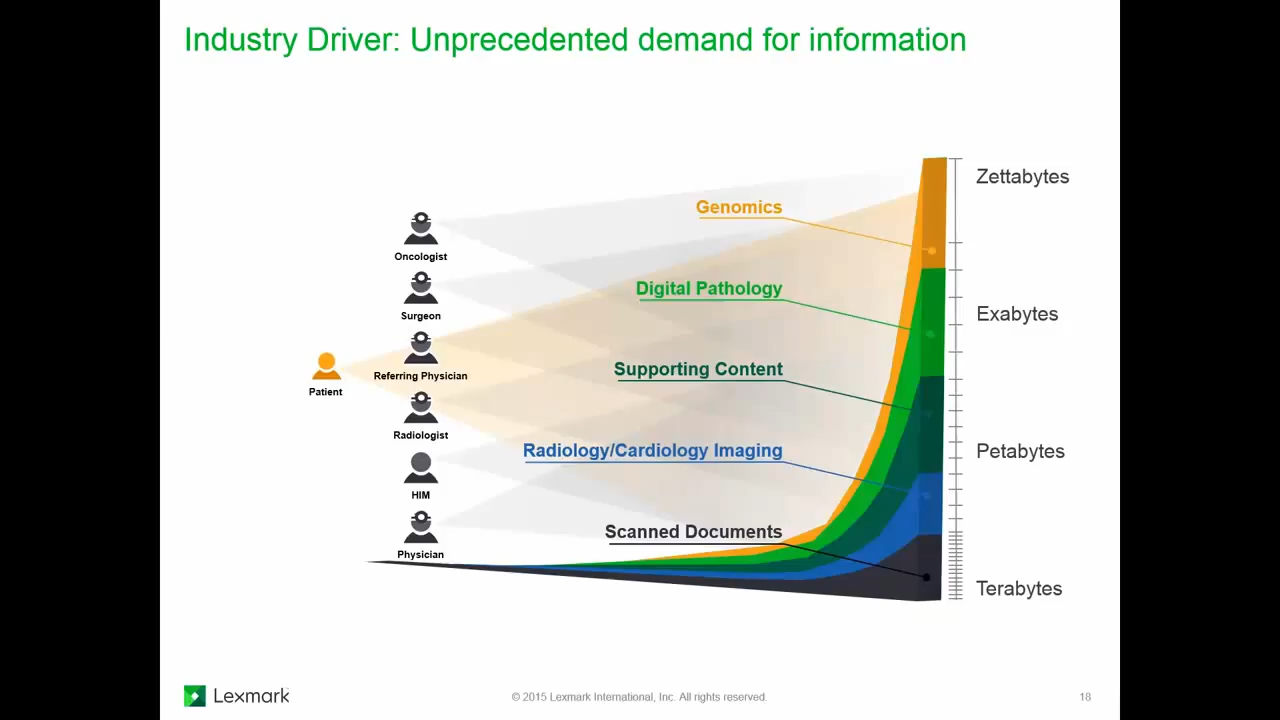 Industry Driver: Unprecedented demand for information
Zettabytes
Genomics
Oncologist
Digital Pathology
Exabytes
Surgeon
Supporting Content
Referring Physician
Patient
Radiologist
Radiology/Cardiology Imaging
Petabytes
HIM
Scanned Documents
Physician
Terabytes
Lexmark
© 2015 Lexmark International, Inc. All rights reserved.
18